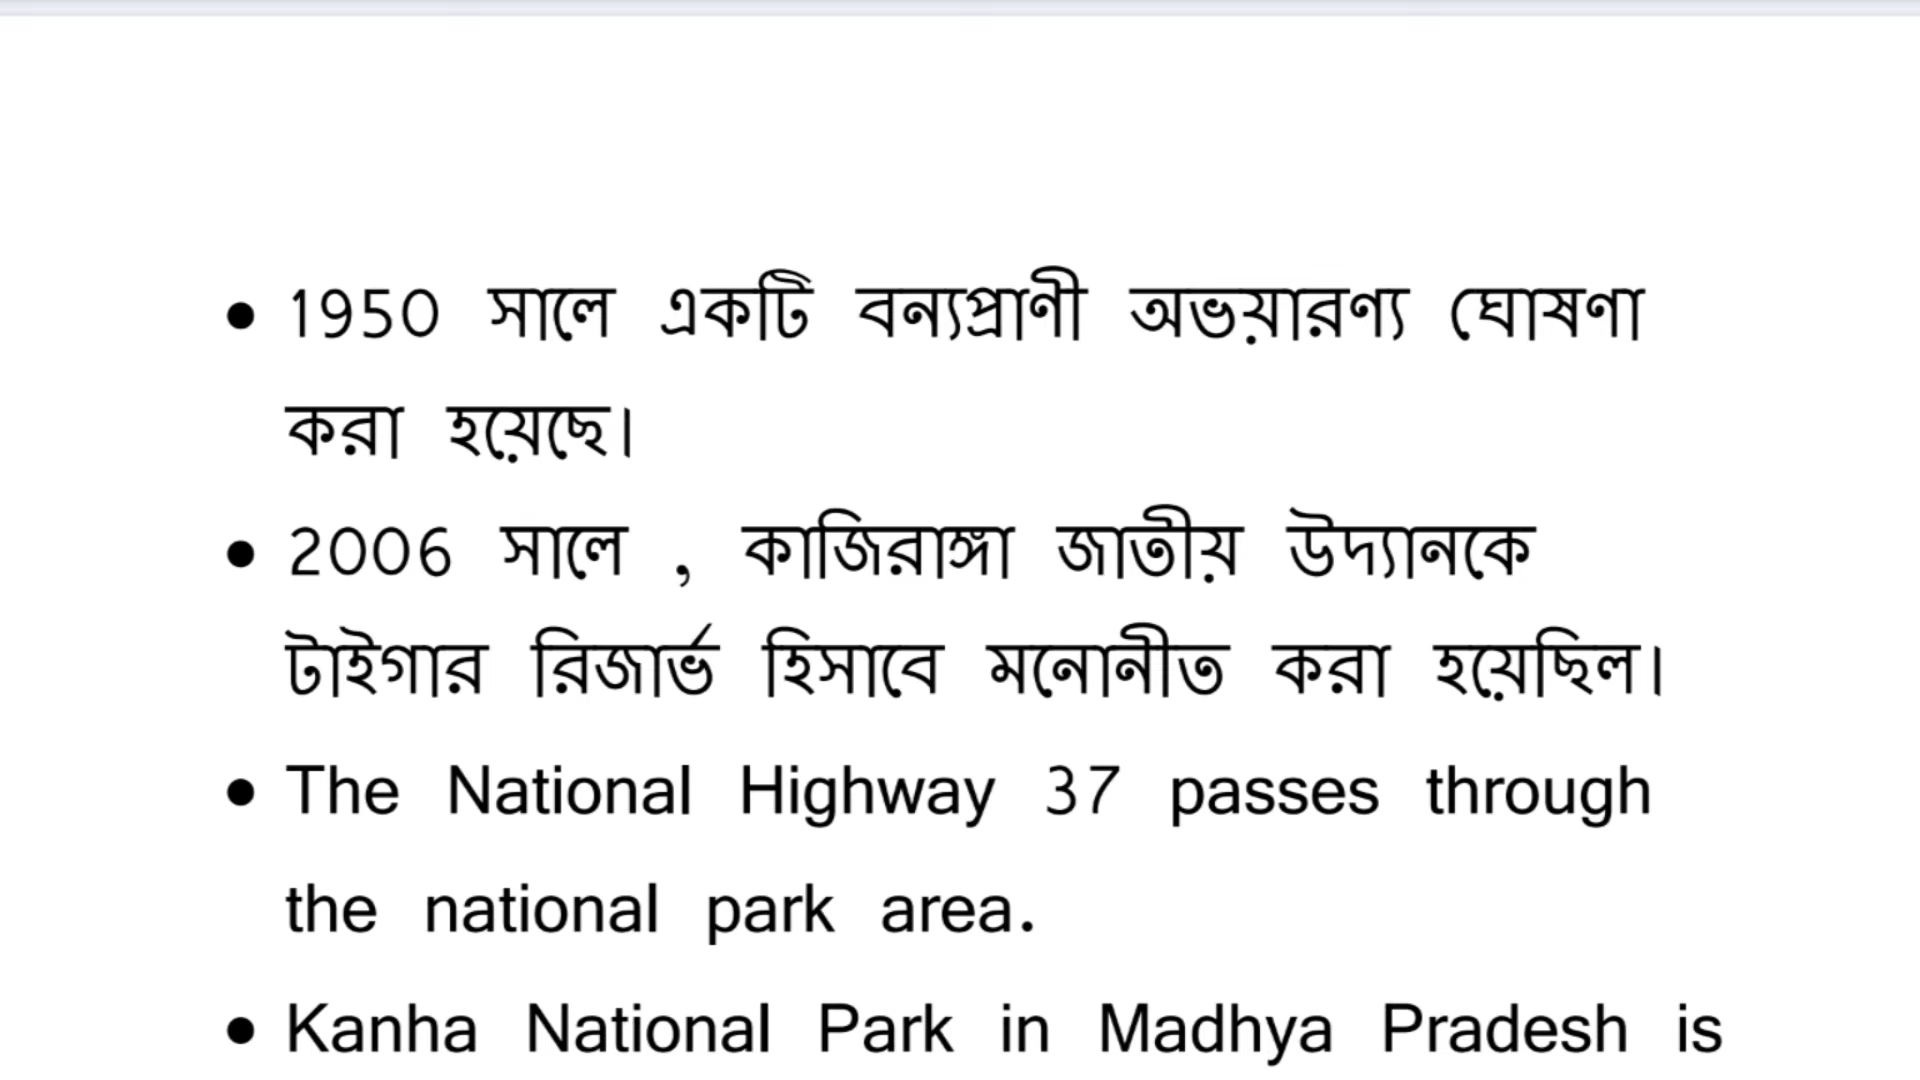 • 1950 সালে একটি বন্যপ্রাণী অভয়ারণ্য ঘোষণা
করা হয়েছে।
• 2006 সালে , কাজিরাঙ্গা জাতীয় উদ্যানকে
টাইগার রিজার্ভ হিসাবে মনোনীত করা হয়েছিল।
• The National Highway 37 passes through
the national park area.
• Kanha National Park in Madhya Pradesh is